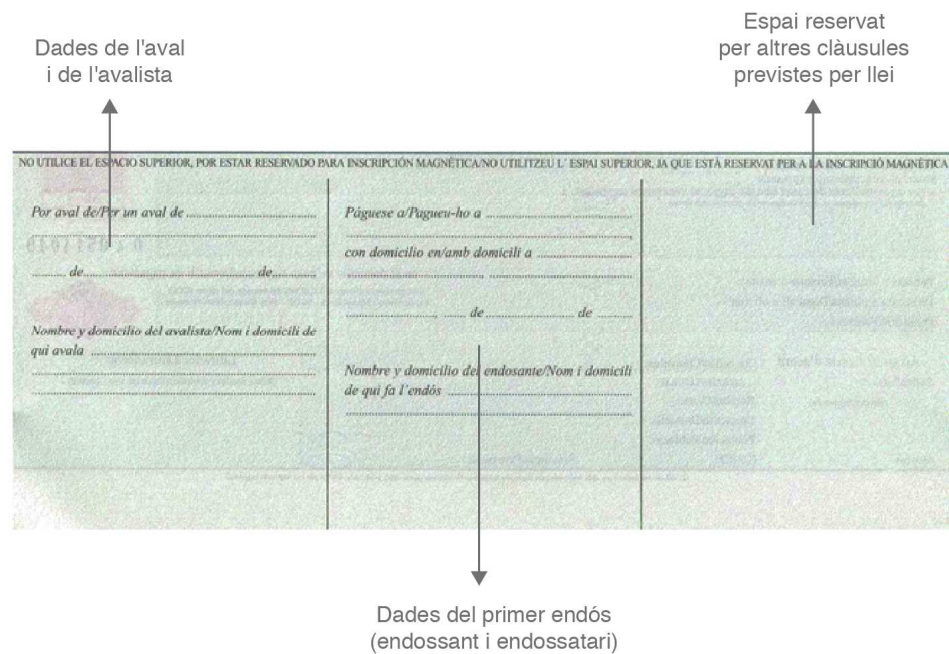 Dades de l'aval
i de l'avalista
Espai reservat
per altres clàusules
previstes per llei
NO UTILICE EL ESPACIO SUPERIOR, POR ESTAR RESERVADO PARA INSCRIPCIÓN MAGNÉTICA/NO UTILITZEU L' ESPAI SUPERIOR, JA QUE ESTÀ RESERVAT PER A LA INSCRIPCIÓ MAGNÈTICA
Por aval de/Per un aval de
de de
Nombre y domicilio del avalista/Nom i domicili de
qui avala
Páguese a/Pagueu-ho a
con domicilio en/amb domicili a
, de de
Nombre y domicilio del endosante/Nom i domicili
de qui fa l'endós
Dades del primer endós
(endossant i endossatari)